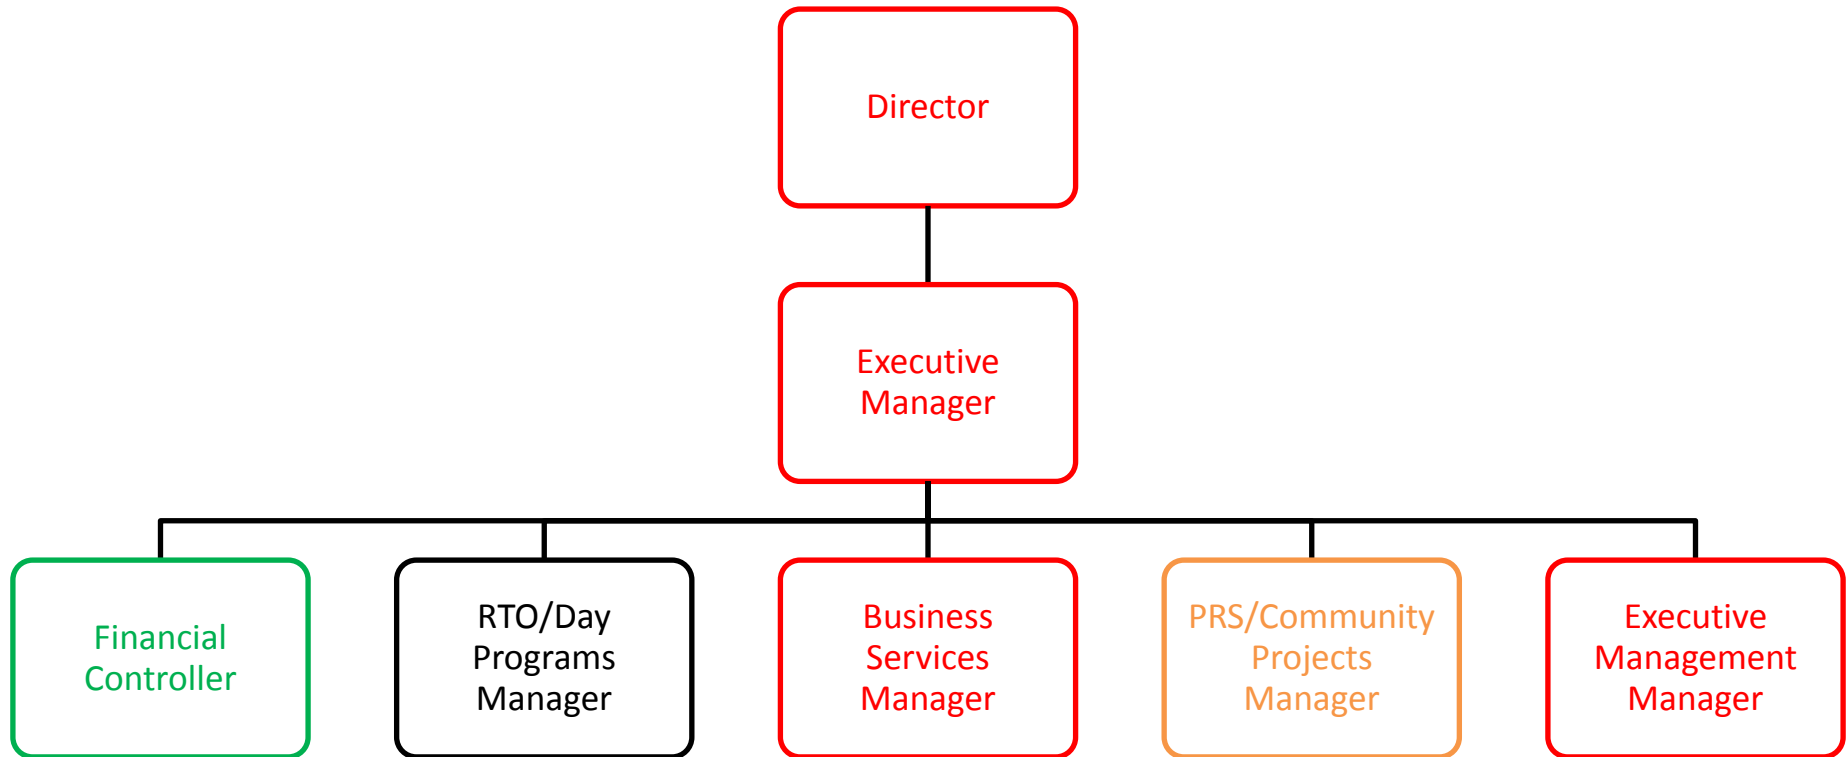 Director
Executive
Manager
Financial
Controller
RTO/Day
Programs
Manager
Business
Services
Manager
PRS/Community
Projects
Manager
Executive
Management
Manager